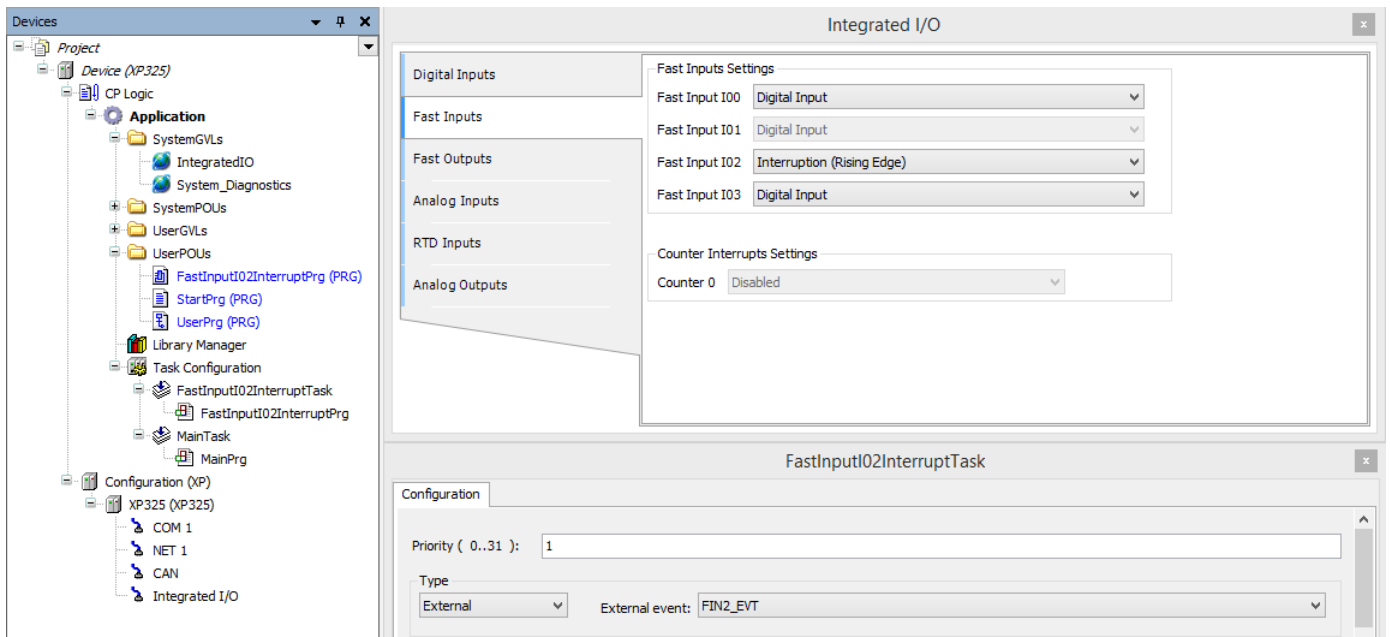 Devices
Project
Device (XP325)
CP Logic
Application
SystemGVLs
IntegratedIO
System_Diagnostics
SystemPOUs
UserGVLs
UserPOUs
FastInputI02InterruptPrg (PRG)
StartPrg (PRG)
UserPrg (PRG)
Library Manager
Task Configuration
FastInputI02InterruptTask
FastInputI02InterruptPrg
MainTask
MainPrg
Configuration (XP)
XP325 (XP325)
COM 1
NET 1
CAN
Integrated I/O
Integrated I/O
x
Digital Inputs
Fast Inputs
Fast Outputs
Analog Inputs
RTD Inputs
Analog Outputs
Fast Inputs Settings
Fast Input I00 Digital Input
Fast Input I01 Digital Input
Fast Input I02 Interruption (Rising Edge)
Fast Input I03 Digital Input
Counter Interrupts Settings
Counter 0 Disabled
FastInputI02InterruptTask
x
Configuration
Priority ( 0..31 ): 1
Type
External External event: FIN2_EVT